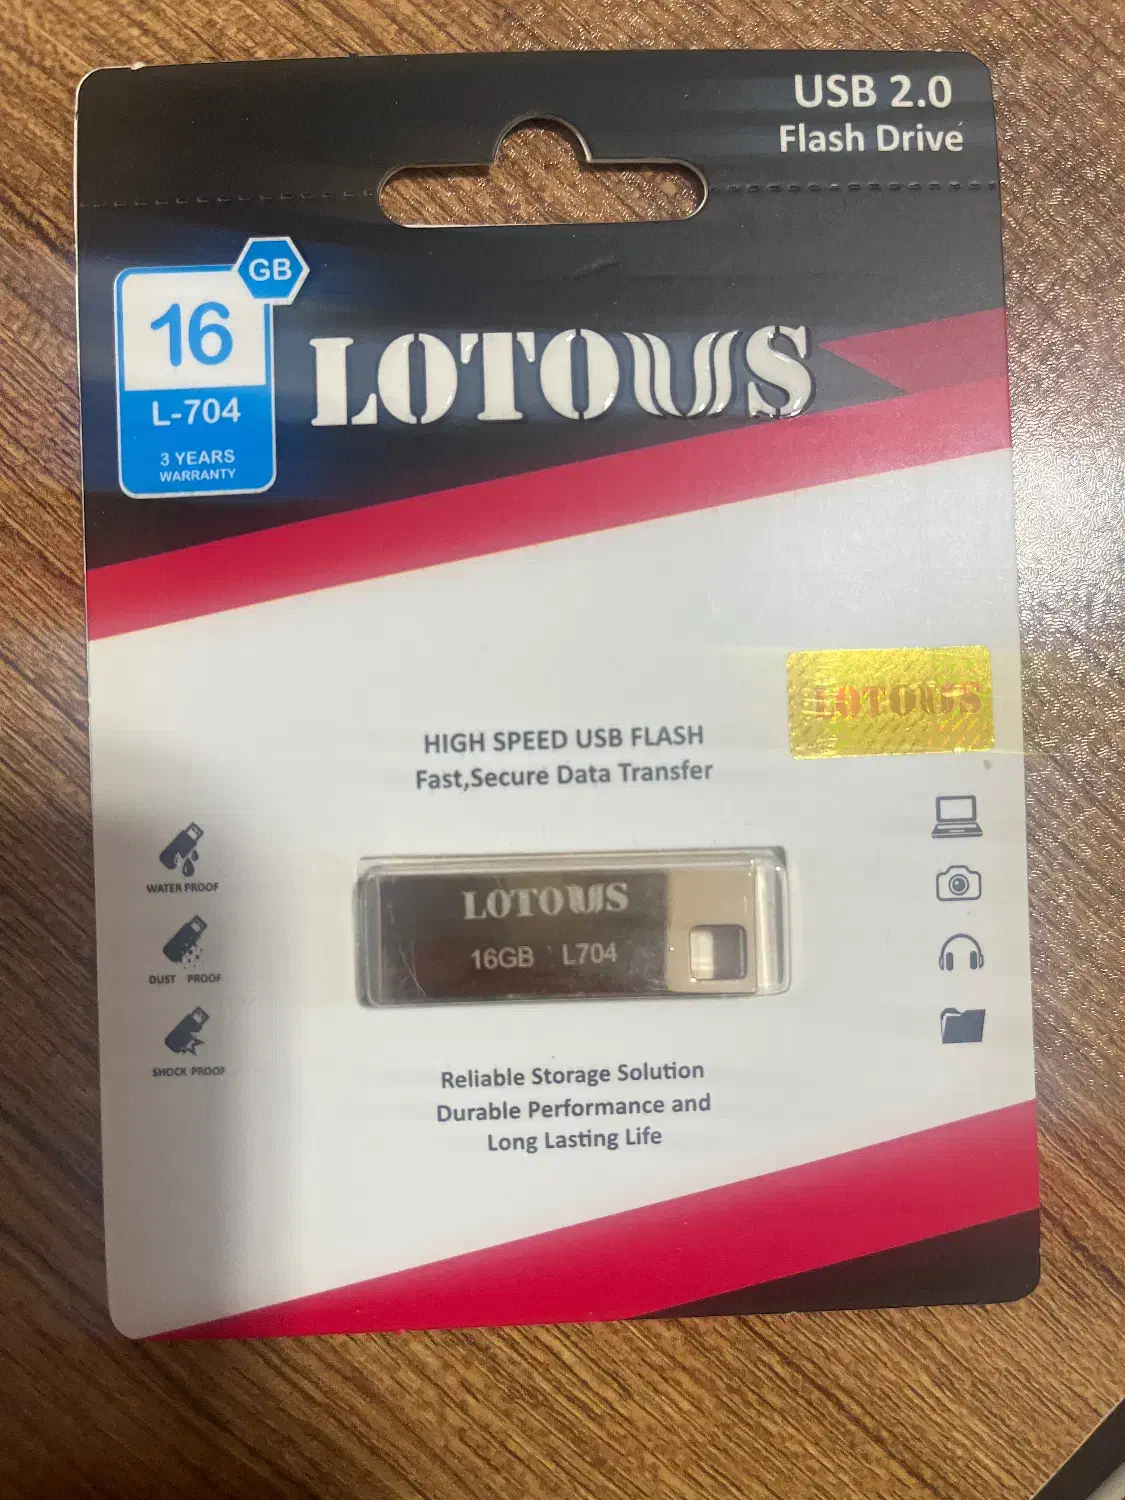 USB 2.0
Flash Drive
GB
16
L-704
3 YEARS
WARRANTY
LOTOUS
LOTOUS
HIGH SPEED USB FLASH
Fast,Secure Data Transfer
WATER PROOF
DUST PROOF
SHOCK PROOF
LOTOUS
16GB L704
Reliable Storage Solution
Durable Performance and
Long Lasting Life